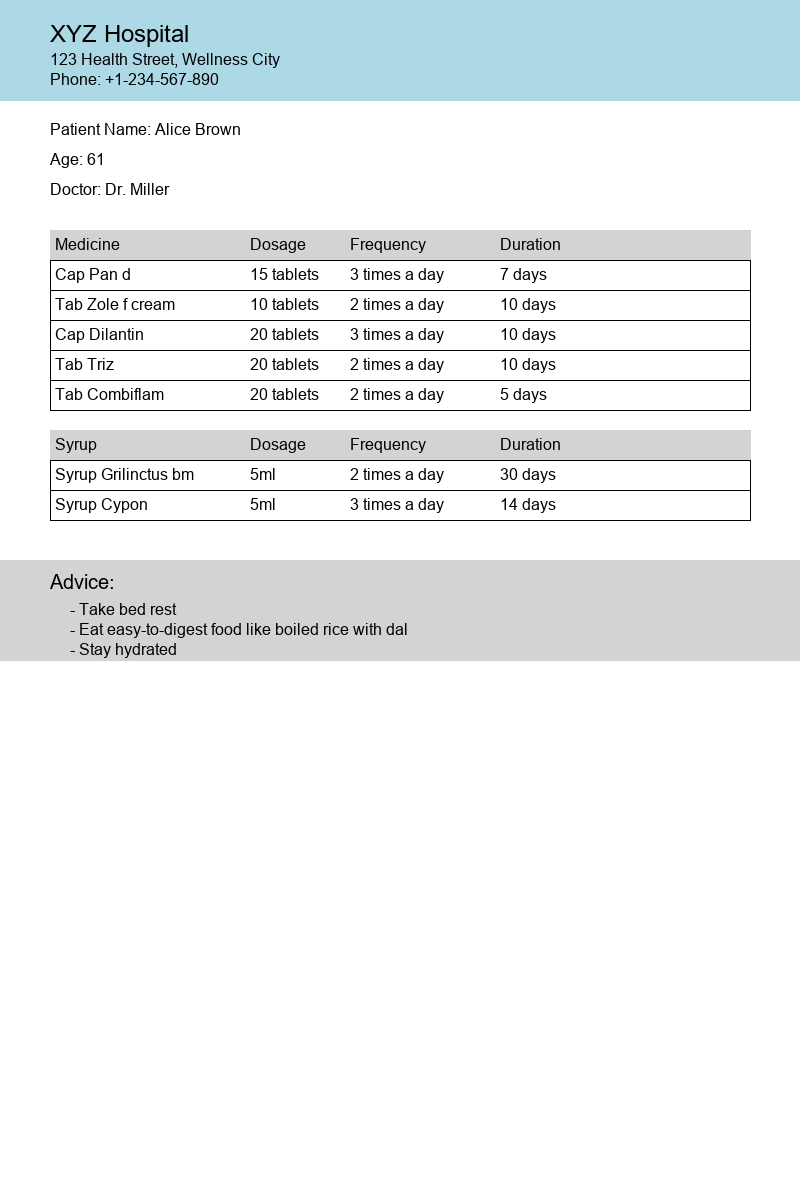 XYZ Hospital
123 Health Street, Wellness City
Phone: +1-234-567-890
Patient Name: Alice Brown
Age: 61
Doctor: Dr. Miller
Medicine Dosage Frequency Duration
Cap Pan d 15 tablets 3 times a day 7 days
Tab Zole f cream 10 tablets 2 times a day 10 days
Cap Dilantin 20 tablets 3 times a day 10 days
Tab Triz 20 tablets 2 times a day 10 days
Tab Combiflam 20 tablets 2 times a day 5 days
Syrup Dosage Frequency Duration
Syrup Grilinctus bm 5ml 2 times a day 30 days
Syrup Cypon 5ml 3 times a day 14 days
Advice:
- Take bed rest
- Eat easy-to-digest food like boiled rice with dal
- Stay hydrated